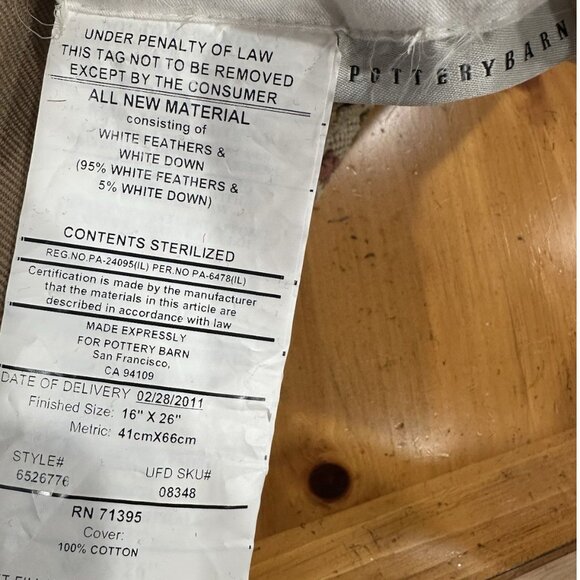 UNDER PENALTY OF LAW
THIS TAG NOT TO BE REMOVED
EXCEPT BY THE CONSUMER
POTTERYBARN
ALL NEW MATERIAL
consisting of
WHITE FEATHERS &
WHITE DOWN
(95% WHITE FEATHERS &
5% WHITE DOWN)
CONTENTS STERILIZED
REG.NO.PA-24095(IL) PER.NO PA-6478(IL)
Certification is made by the manufacturer
that the materials in this article are
described in accordance with law
MADE EXPRESSLY
FOR POTTERY BARN
San Francisco,
CA 94109
DATE OF DELIVERY 02/28/2011
Finished Size: 16" X 26"
Metric: 41cmX66cm
STYLE# UFD SKU#
6526776 08348
RN 71395
Cover:
100% COTTON